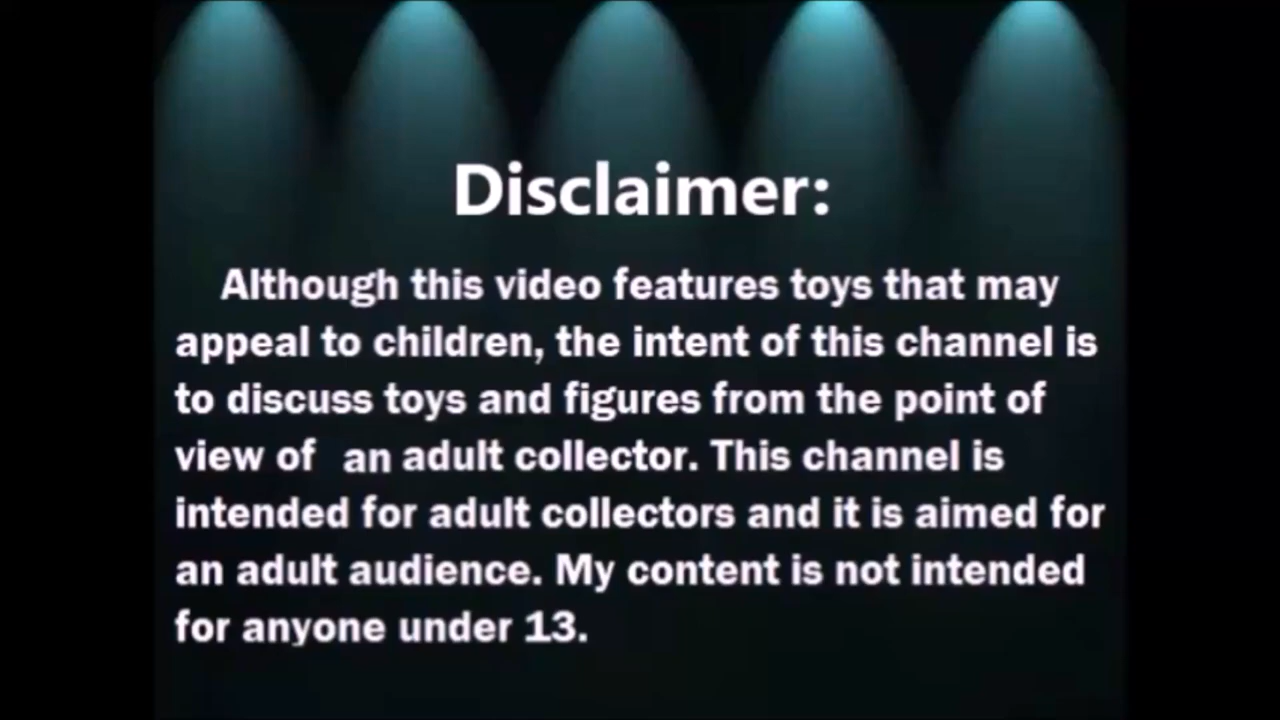 Disclaimer:
Although this video features toys that may
appeal to children, the intent of this channel is
to discuss toys and figures from the point of
view of an adult collector. This channel is
intended for adult collectors and it is aimed for
an adult audience. My content is not intended
for anyone under 13.